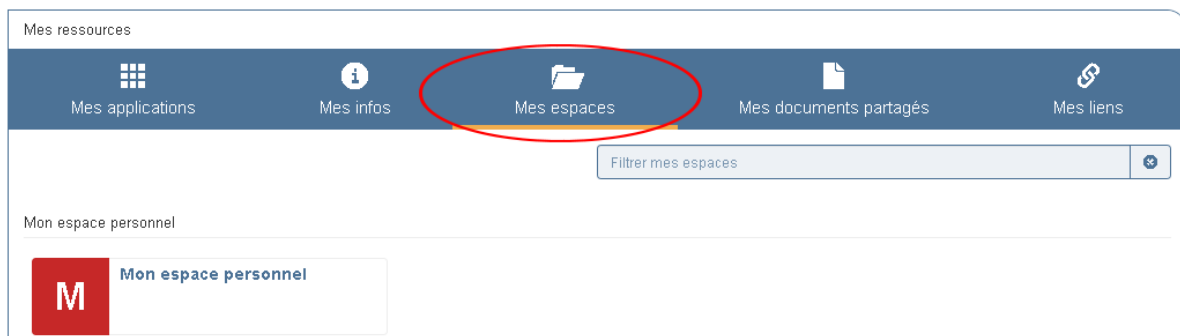 Mes ressources
Mes applications
Mes infos
Mes espaces
Mes documents partagés
Mes liens
Filtrer mes espaces
Mon espace personnel
M
Mon espace personnel